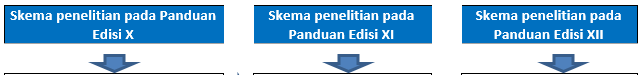 Skema penelitian pada Panduan
Edisi X
Skema penelitian pada
Panduan Edisi XI
Skema penelitian pada
Panduan Edisi XII